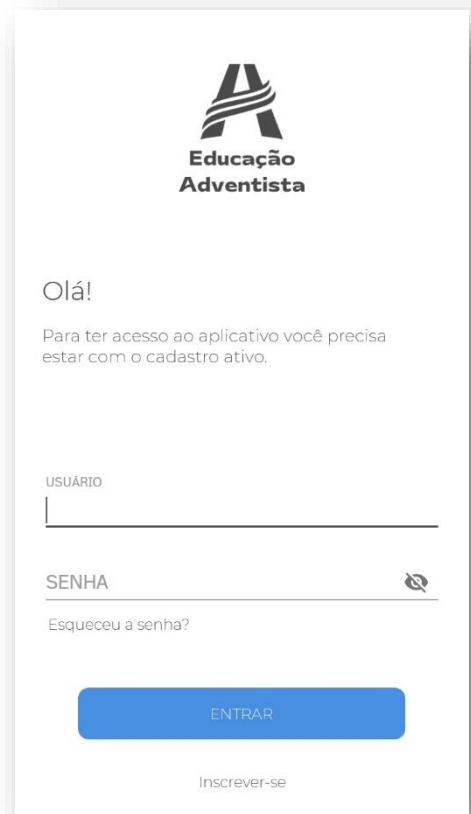 Educação
Adventista
Olá!
Para ter acesso ao aplicativo você precisa
estar com o cadastro ativo.
USUÁRIO
SENHA
Esqueceu a senha?
ENTRAR
Inscrever-se